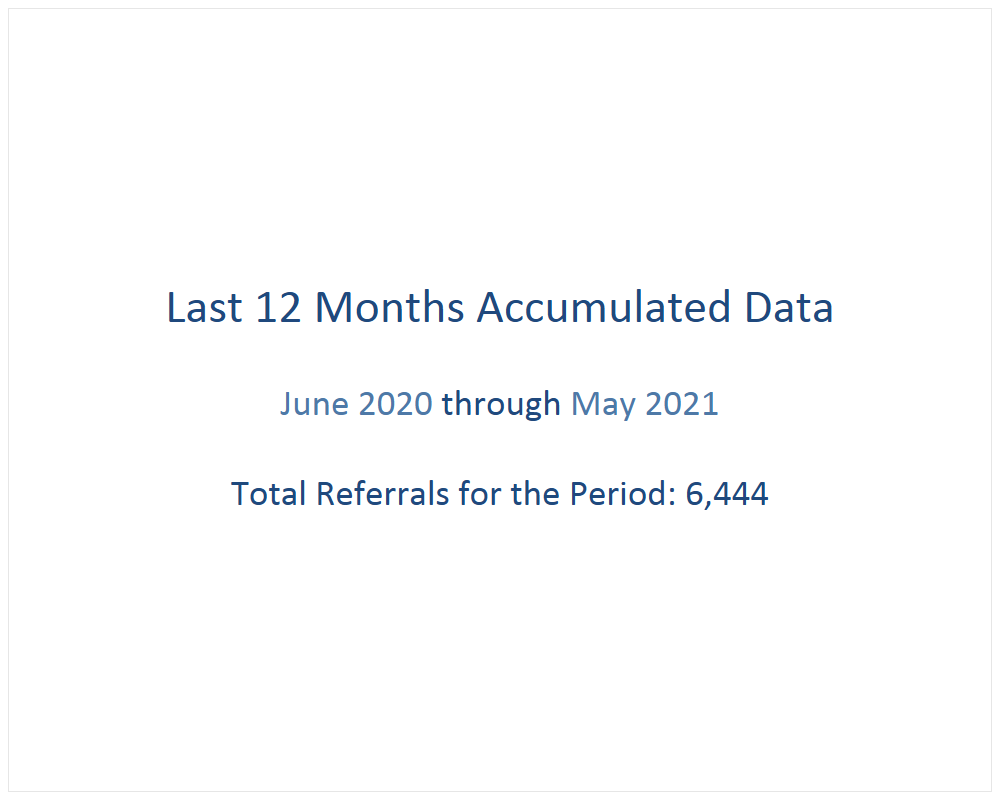 Last 12 Months Accumulated Data
June 2020 through May 2021
Total Referrals for the Period: 6,444